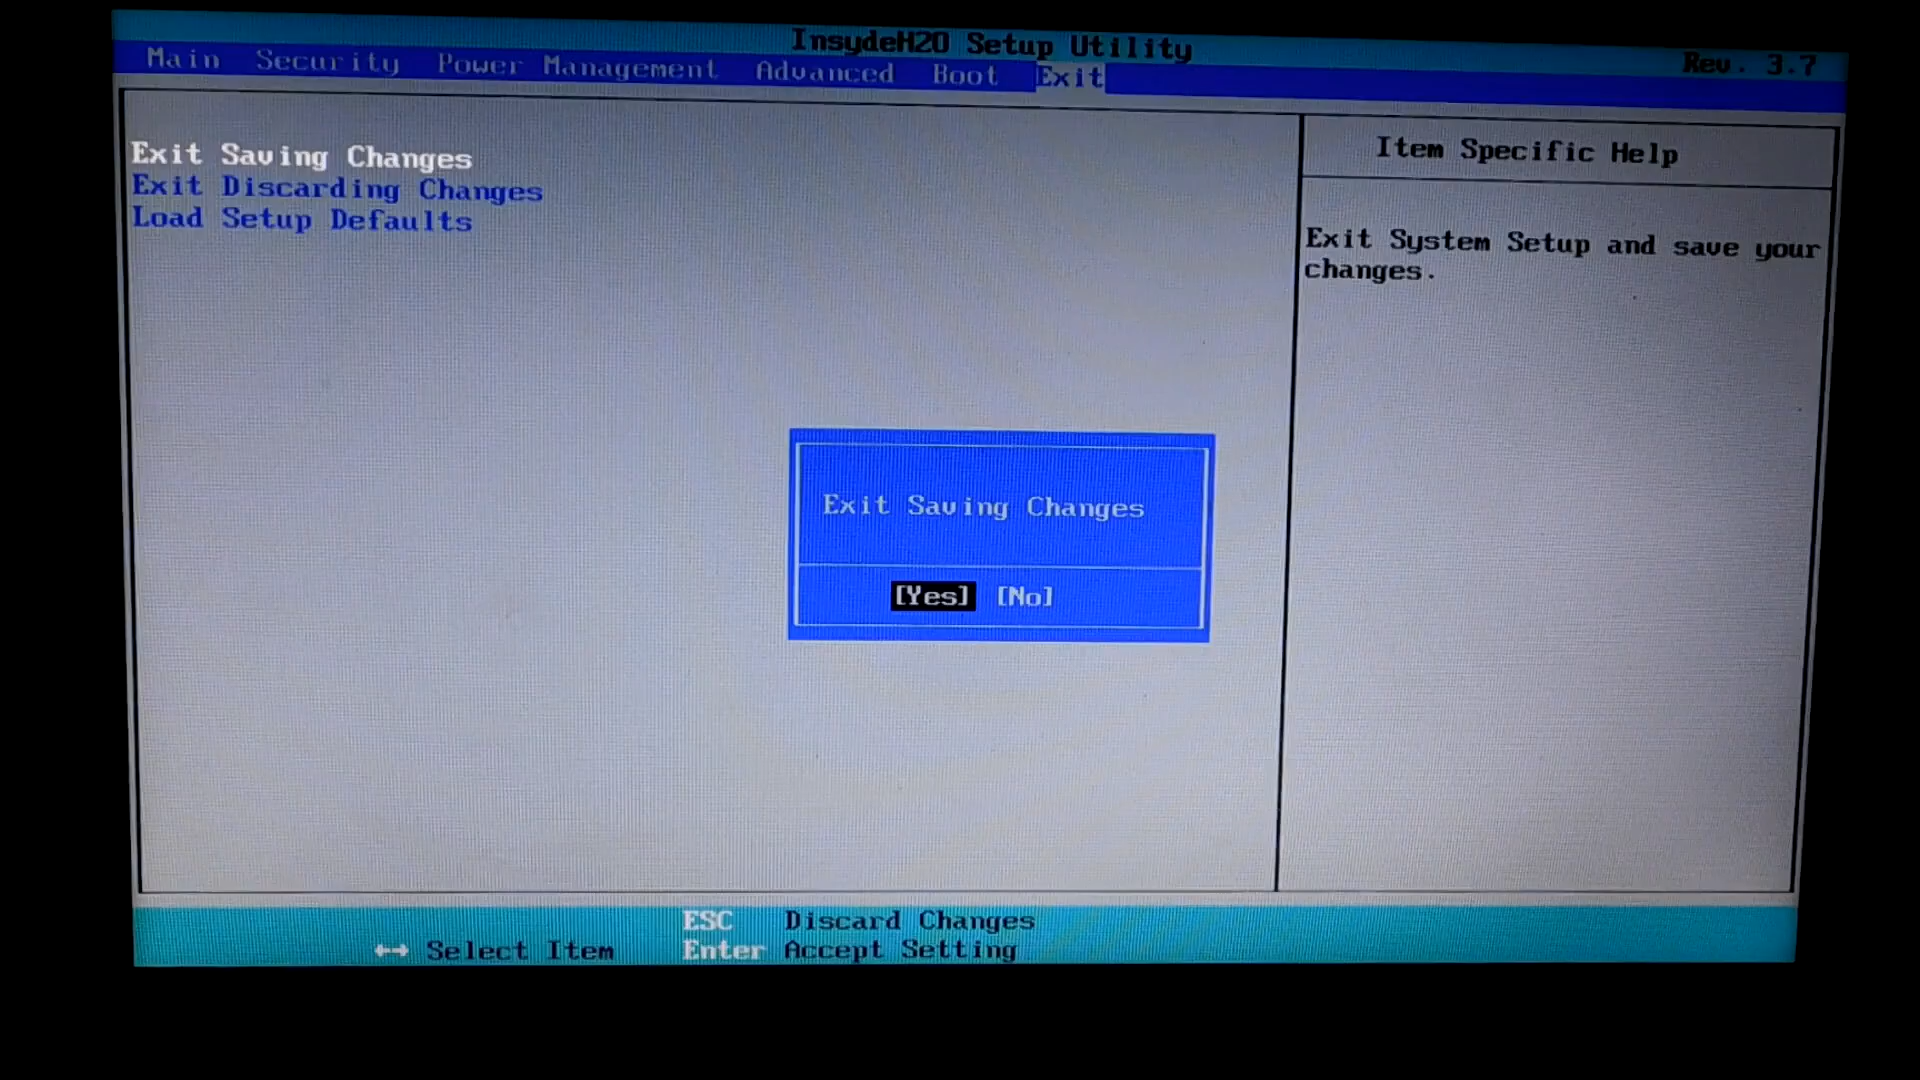 InsydeH2O Setup Utility
Rev. 3.7
Main Security Power Management Advanced Boot Exit
Exit Saving Changes
Exit Discarding Changes
Load Setup Defaults
Item Specific Help
Exit System Setup and save your
changes.
Exit Saving Changes
[Yes] [No]
ESC Discard Changes
↔ Select Item Enter Accept Setting